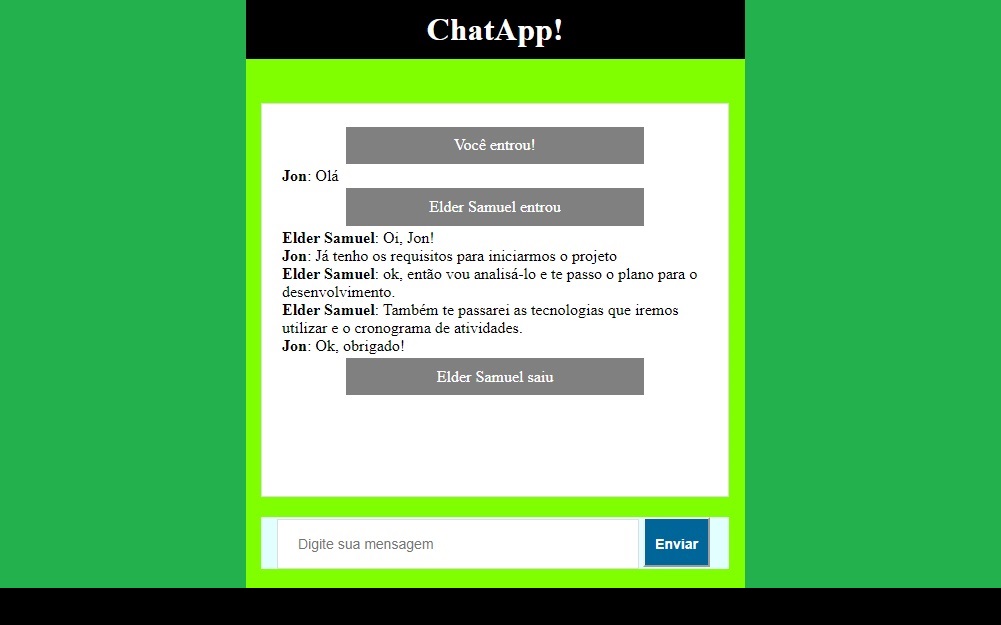 ChatApp!
Você entrou!
Jon: Olá
Elder Samuel entrou
Elder Samuel: Oi, Jon!
Jon: Já tenho os requisitos para iniciarmos o projeto
Elder Samuel: ok, então vou analisá-lo e te passo o plano para o
desenvolvimento.
Elder Samuel: Também te passarei as tecnologias que iremos
utilizar e o cronograma de atividades.
Jon: Ok, obrigado!
Elder Samuel saiu
Digite sua mensagem
Enviar